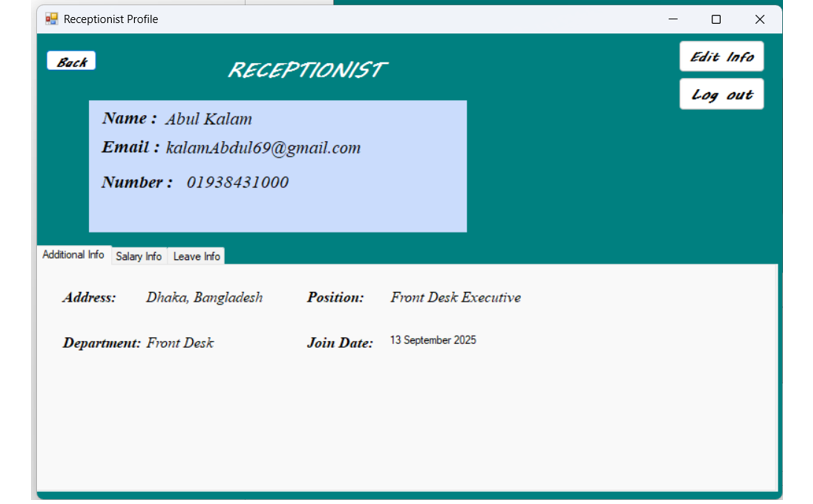 Receptionist Profile
Back
RECEPTIONIST
Edit Info
Log out
Name : Abul Kalam
Email : kalamAbdul69@gmail.com
Number : 01938431000
Additional Info Salary Info Leave Info
Address: Dhaka, Bangladesh Position: Front Desk Executive
Department: Front Desk Join Date: 13 September 2025